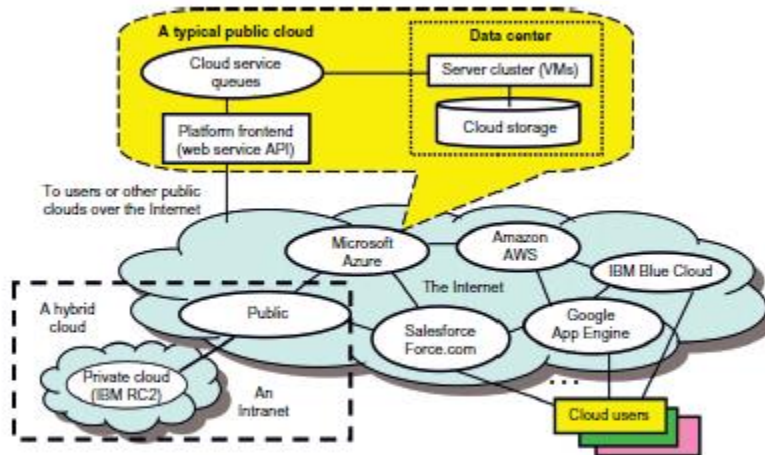 A typical public cloud
Data center
Cloud service
queues
Server cluster (VMs)
Platform frontend
(web service API)
Cloud storage
To users or other public
clouds over the Internet
Microsoft
Azure
Amazon
AWS
IBM Blue Cloud
The Internet
A hybrid
cloud
Public
Salesforce
Force.com
Google
App Engine
Private cloud
(IBM RC2)
An
Intranet
...
Cloud users